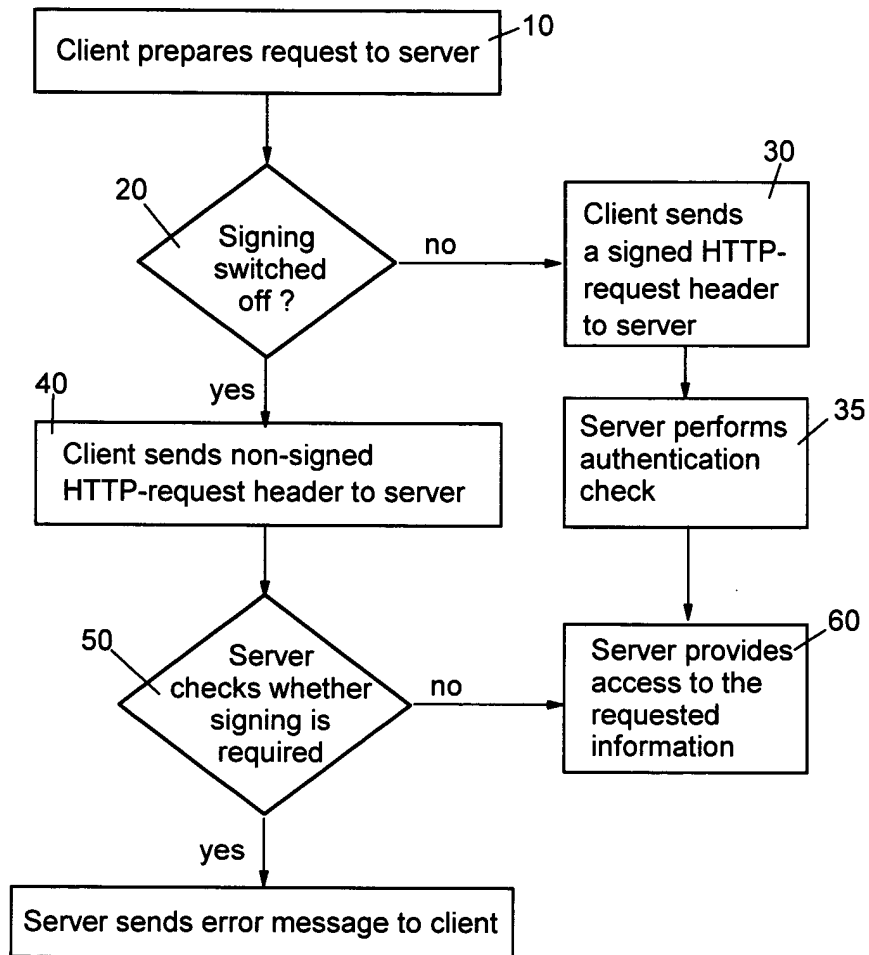 10
Client prepares request to server
20
Signing
switched
off ?
no
30
Client sends
a signed HTTP-
request header
to server
yes
40
Client sends non-signed
HTTP-request header to server
35
Server performs
authentication
check
50
Server
checks whether
signing is
required
no
60
Server provides
access to the
requested
information
yes
Server sends error message to client